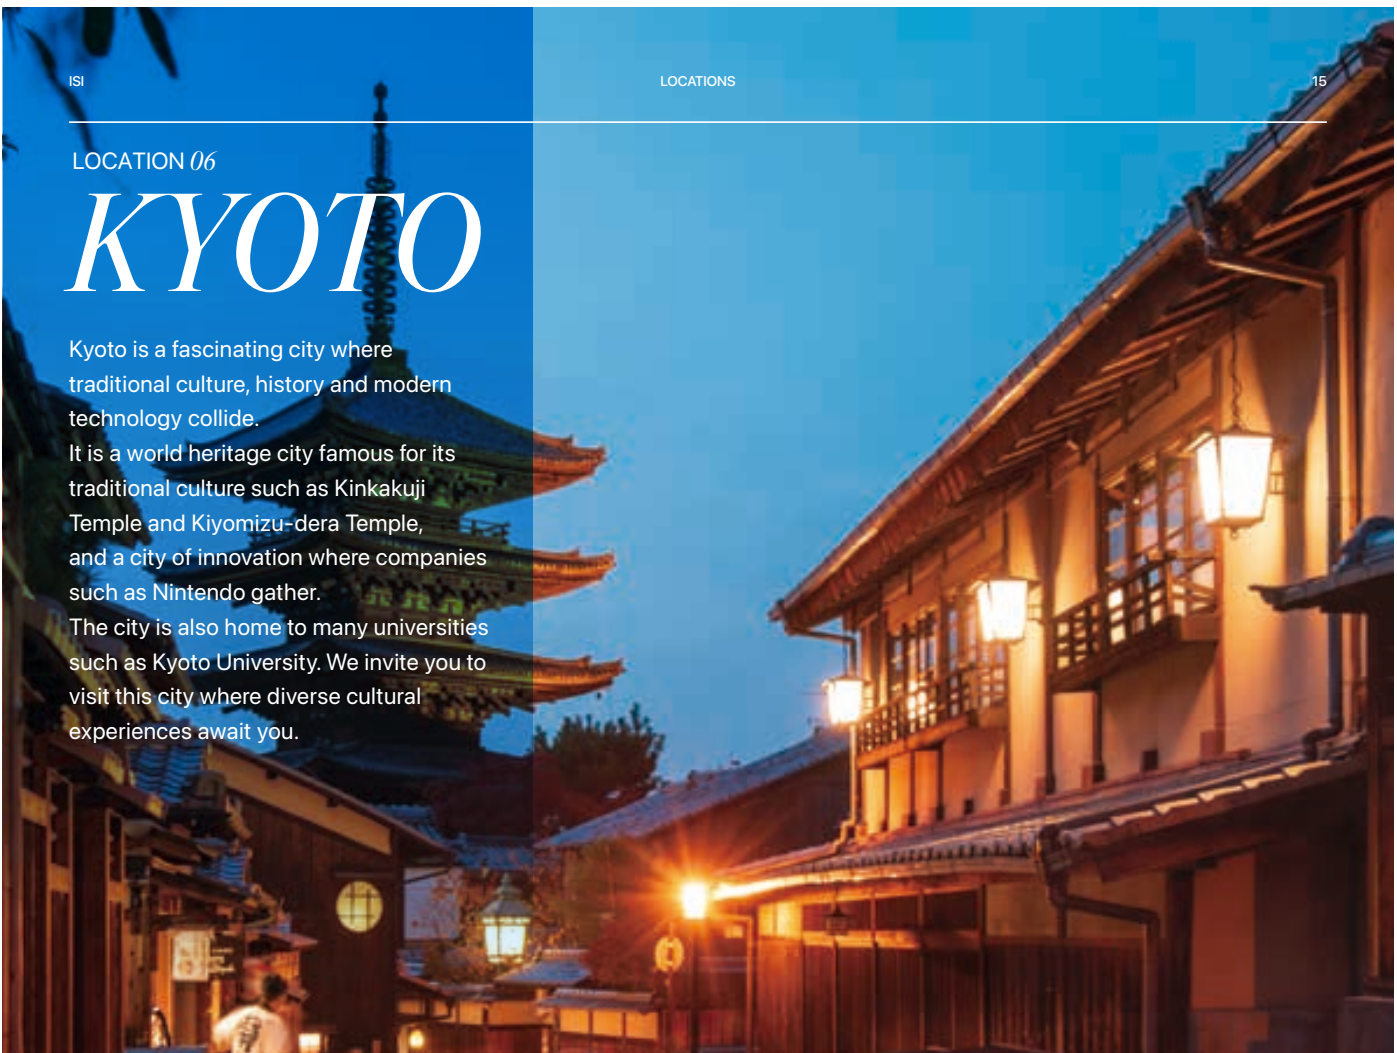 ISI
LOCATIONS
15
LOCATION 06
KYOTO
Kyoto is a fascinating city where
traditional culture, history and modern
technology collide.
It is a world heritage city famous for its
traditional culture such as Kinkakuji
Temple and Kiyomizu-dera Temple,
and a city of innovation where companies
such as Nintendo gather.
The city is also home to many universities
such as Kyoto University. We invite you to
visit this city where diverse cultural
experiences await you.